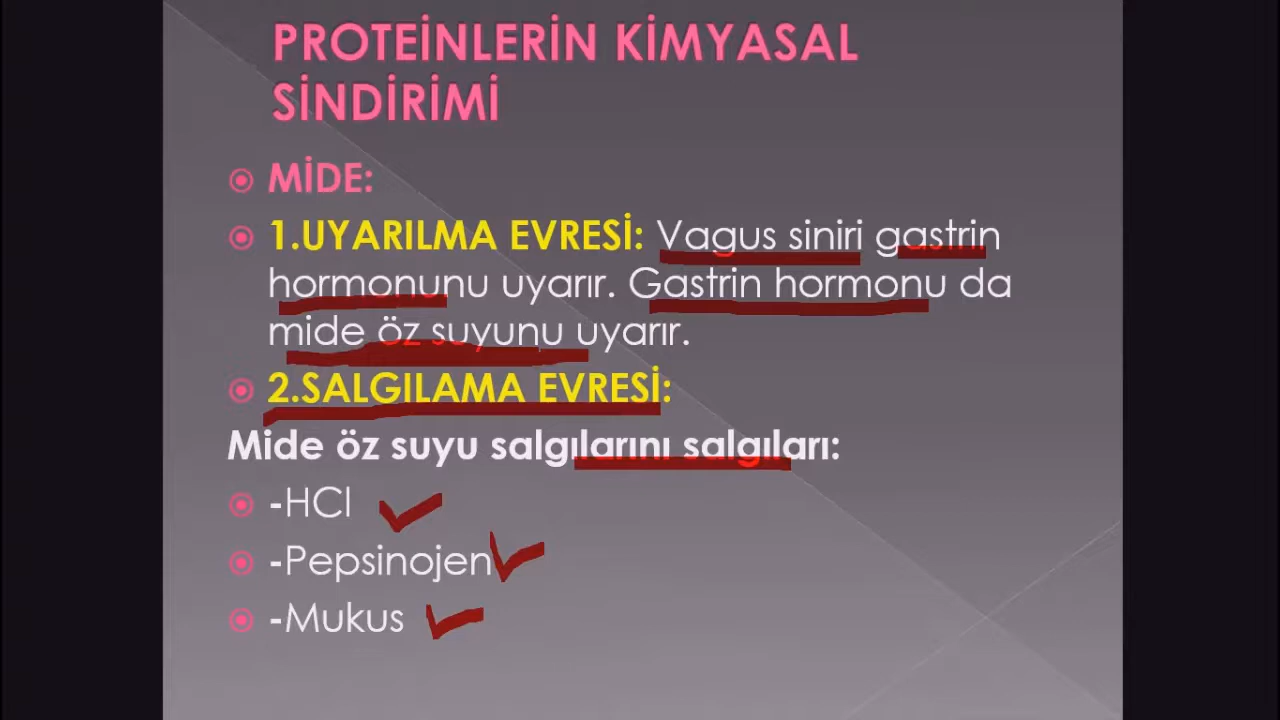 PROTEİNLERİN KİMYASAL
SİNDİRİMİ
MİDE:
1.UYARILMA EVRESİ: Vagus siniri gastrin
hormonunu uyarır. Gastrin hormonu da
mide öz suyunu uyarır.
2.SALGILAMA EVRESİ:
Mide öz suyu salgılarını salgıları:
-HCl
-Pepsinojen
-Mukus